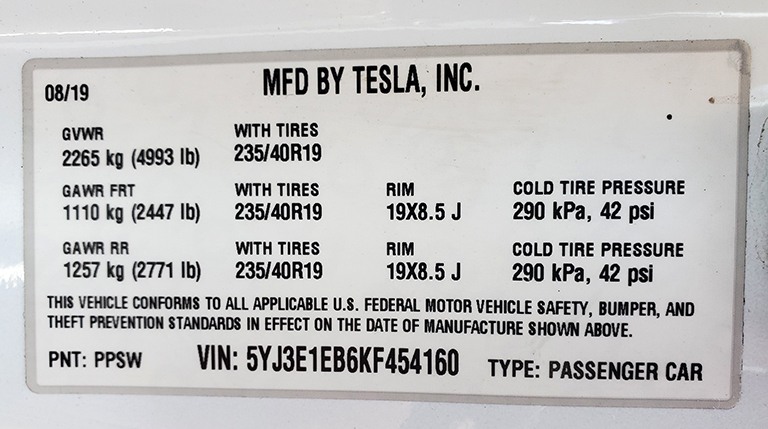 08/19 MFD BY TESLA, INC.
GVWR WITH TIRES
2265 kg (4993 lb) 235/40R19
GAWR FRT WITH TIRES RIM COLD TIRE PRESSURE
1110 kg (2447 lb) 235/40R19 19X8.5 J 290 kPa, 42 psi
GAWR RR WITH TIRES RIM COLD TIRE PRESSURE
1257 kg (2771 lb) 235/40R19 19X8.5 J 290 kPa, 42 psi
THIS VEHICLE CONFORMS TO ALL APPLICABLE U.S. FEDERAL MOTOR VEHICLE SAFETY, BUMPER, AND
THEFT PREVENTION STANDARDS IN EFFECT ON THE DATE OF MANUFACTURE SHOWN ABOVE.
PNT: PPSW VIN: 5YJ3E1EB6KF454160 TYPE: PASSENGER CAR